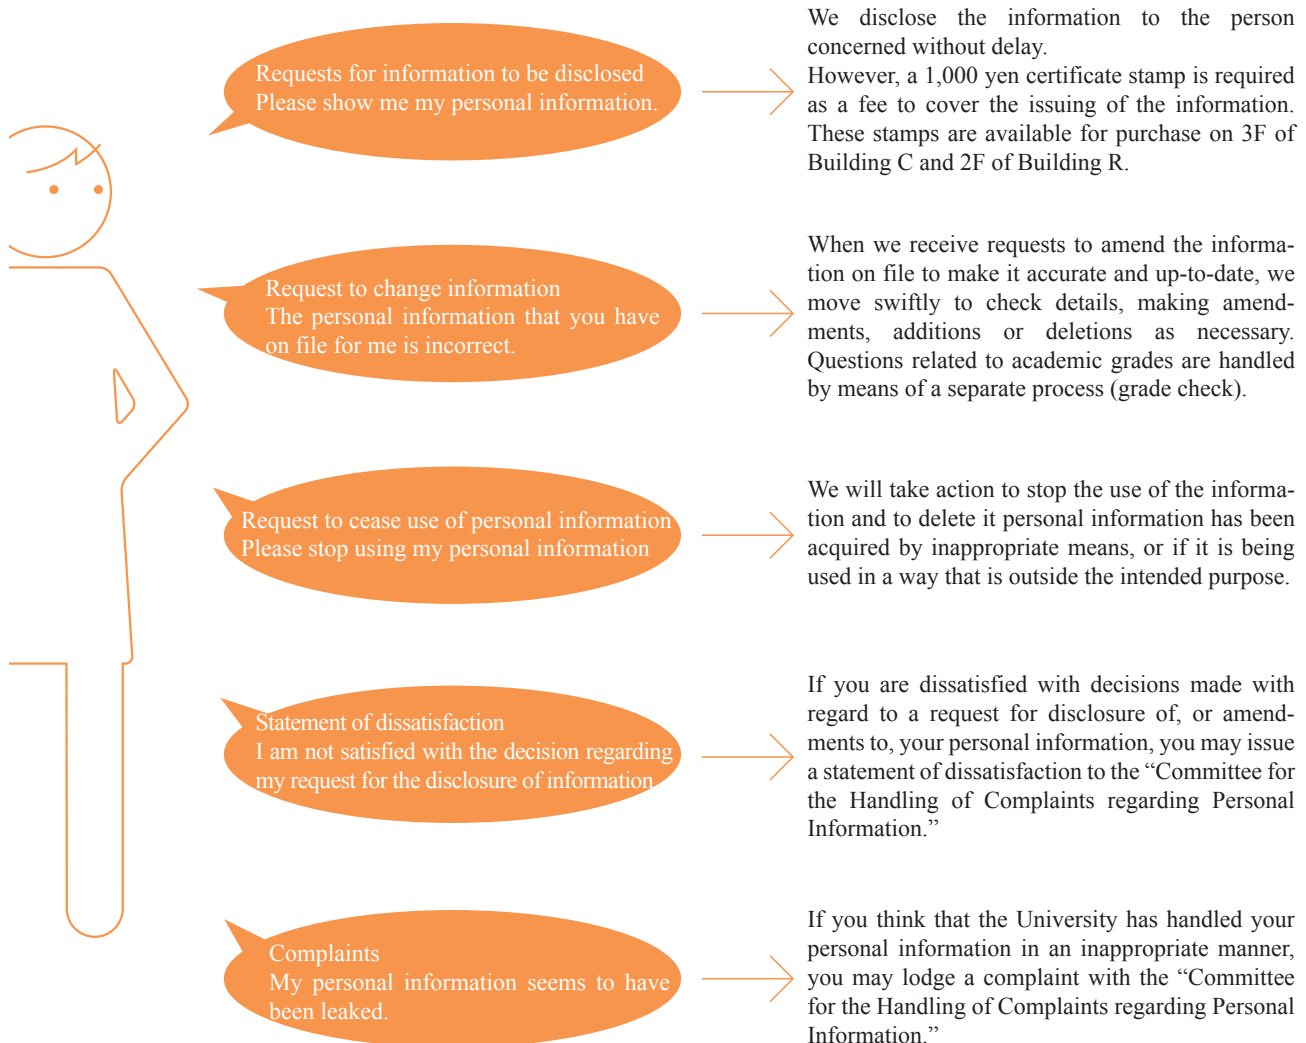 Requests for information to be disclosed
Please show me my personal information.
We disclose the information to the person
concerned without delay.
However, a 1,000 yen certificate stamp is required
as a fee to cover the issuing of the information.
These stamps are available for purchase on 3F of
Building C and 2F of Building R.
Request to change information
The personal information that you have
on file for me is incorrect.
When we receive requests to amend the informa-
tion on file to make it accurate and up-to-date, we
move swiftly to check details, making amend-
ments, additions or deletions as necessary.
Questions related to academic grades are handled
by means of a separate process (grade check).
Request to cease use of personal information
Please stop using my personal information
We will take action to stop the use of the informa-
tion and to delete it personal information has been
acquired by inappropriate means, or if it is being
used in a way that is outside the intended purpose.
Statement of dissatisfaction
I am not satisfied with the decision regarding
my request for the disclosure of information
If you are dissatisfied with decisions made with
regard to a request for disclosure of, or amend-
ments to, your personal information, you may issue
a statement of dissatisfaction to the “Committee for
the Handling of Complaints regarding Personal
Information.”
Complaints
My personal information seems to have
been leaked.
If you think that the University has handled your
personal information in an inappropriate manner,
you may lodge a complaint with the “Committee
for the Handling of Complaints regarding Personal
Information.”